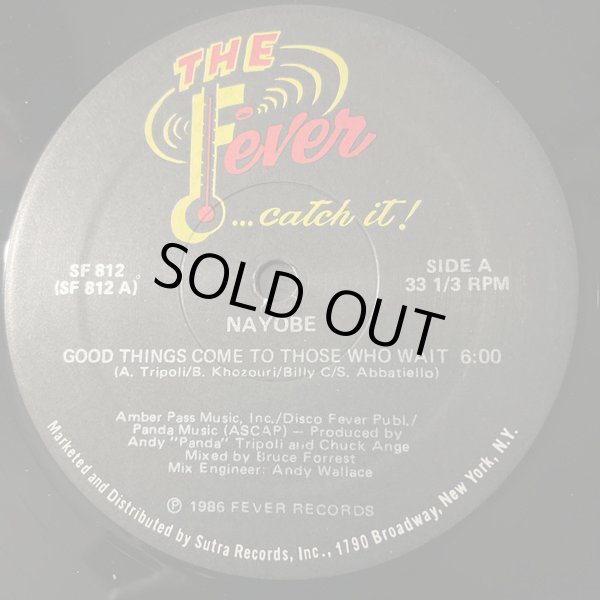 THE
Fever
...catch it!
SF 812
(SF 812 A)
SIDE A
33 1/3 RPM
SOLD OUT
NAYOBE
GOOD THINGS COME TO THOSE WHO WAIT 6:00
(A. Tripoli/B. Khozouri/Billy C/S. Abbatiello)
Amber Pass Music, Inc./Disco Fever Publ./
Panda Music (ASCAP) – Produced by
Andy "Panda" Tripoli and Chuck Ange
Mixed by Bruce Forrest
Mix Engineer: Andy Wallace
℗ 1986 FEVER RECORDS
Marketed and Distributed by Sutra Records, Inc., 1790 Broadway, New York, N.Y.